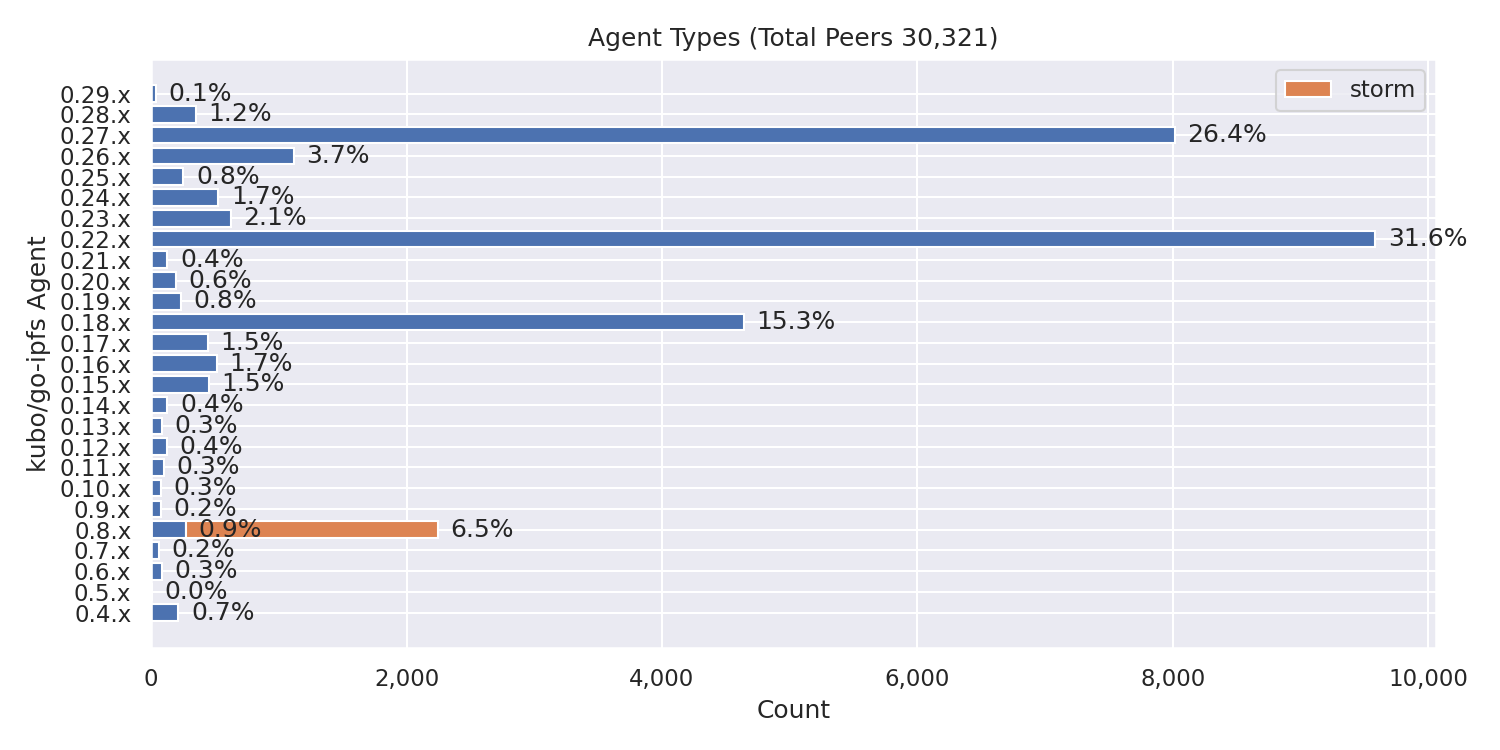 Agent Types (Total Peers 30,321)
storm
kubo/go-ipfs Agent
0.29.x 0.1%
0.28.x 1.2%
0.27.x 26.4%
0.26.x 3.7%
0.25.x 0.8%
0.24.x 1.7%
0.23.x 2.1%
0.22.x 31.6%
0.21.x 0.4%
0.20.x 0.6%
0.19.x 0.8%
0.18.x 15.3%
0.17.x 1.5%
0.16.x 1.7%
0.15.x 1.5%
0.14.x 0.4%
0.13.x 0.3%
0.12.x 0.4%
0.11.x 0.3%
0.10.x 0.3%
0.9.x 0.2%
0.8.x 0.9% 6.5%
0.7.x 0.2%
0.6.x 0.3%
0.5.x 0.0%
0.4.x 0.7%
0 2,000 4,000 6,000 8,000 10,000
Count